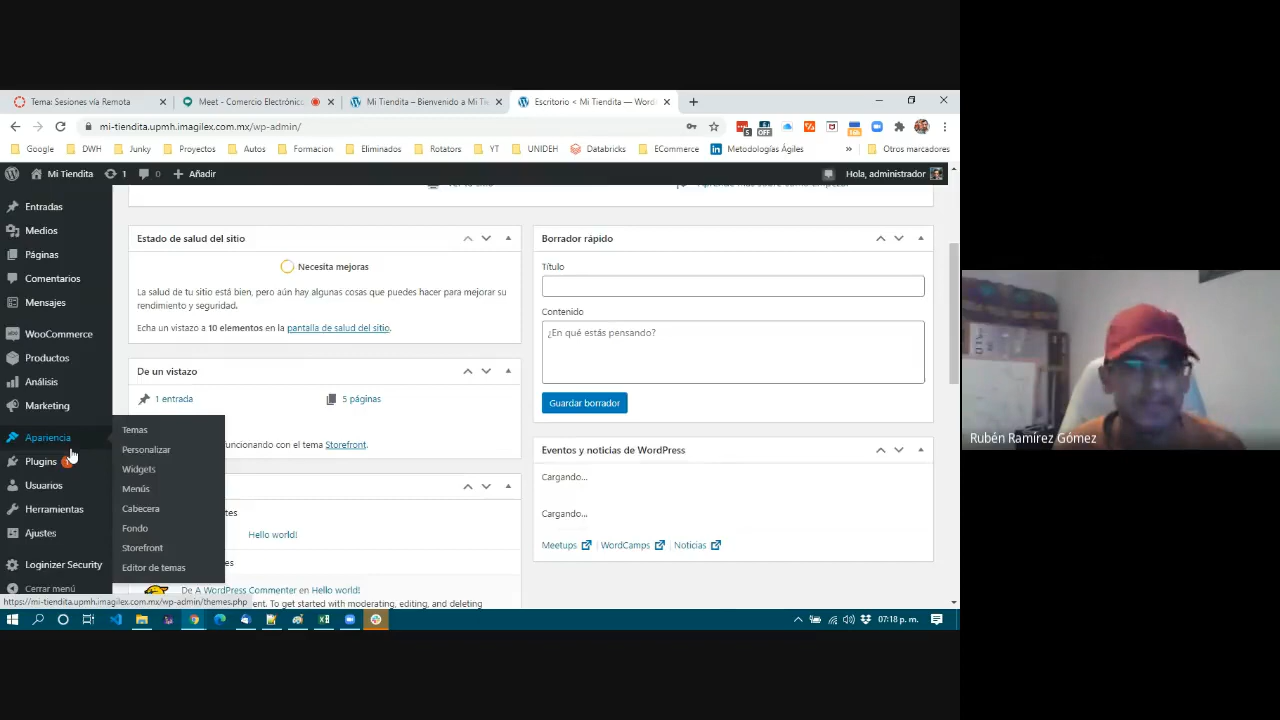 Tema: Sesiones vía Remota
Meet - Comercio Electrónic
Mi Tiendita – Bienvenido a Mi Tie
Escritorio < Mi Tiendita — Word
mi-tiendita.upmh.imagilex.com.mx/wp-admin/
Google
DWH
Junky
Proyectos
Autos
Formacion
Eliminados
Rotators
YT
UNIDEH
Databricks
ECommerce
Metodologías Ágiles
»
Otros marcadores
Mi Tiendita
1
0
Añadir
Hola, administrador
Entradas
Medios
Páginas
Comentarios
Mensajes
WooCommerce
Productos
Análisis
Marketing
Apariencia
Plugins
Usuarios
Herramientas
Ajustes
Loginizer Security
Cerrar menú
Temas
Personalizar
Widgets
Menús
Cabecera
Fondo
Storefront
Editor de temas
Estado de salud del sitio
Necesita mejoras
La salud de tu sitio está bien, pero aún hay algunas cosas que puedes hacer para mejorar su
rendimiento y seguridad.
Echa un vistazo a 10 elementos en la pantalla de salud del sitio.
De un vistazo
1 entrada
5 páginas
funcionando con el tema Storefront.
tes
Hello world!
De A WordPress Commenter en Hello world!
ent. To get started with moderating, editing, and deleting
Borrador rápido
Título
Contenido
¿En qué estás pensando?
Guardar borrador
Eventos y noticias de WordPress
Cargando...
Cargando...
Meetups | WordCamps | Noticias
https://mi-tiendita.upmh.imagilex.com.mx/wp-admin/themes.php
07:18 p. m.
Rubén Ramírez Gómez